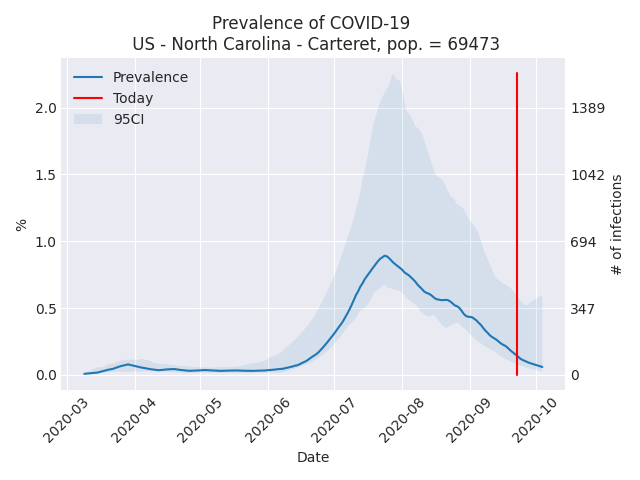 Prevalence of COVID-19
US - North Carolina - Carteret, pop. = 69473
Prevalence
Today
95CI
2.0
1.5
1.0
0.5
0.0
%
1389
1042
694
347
0
# of infections
2020-03
2020-04
2020-05
2020-06
2020-07
2020-08
2020-09
2020-10
Date